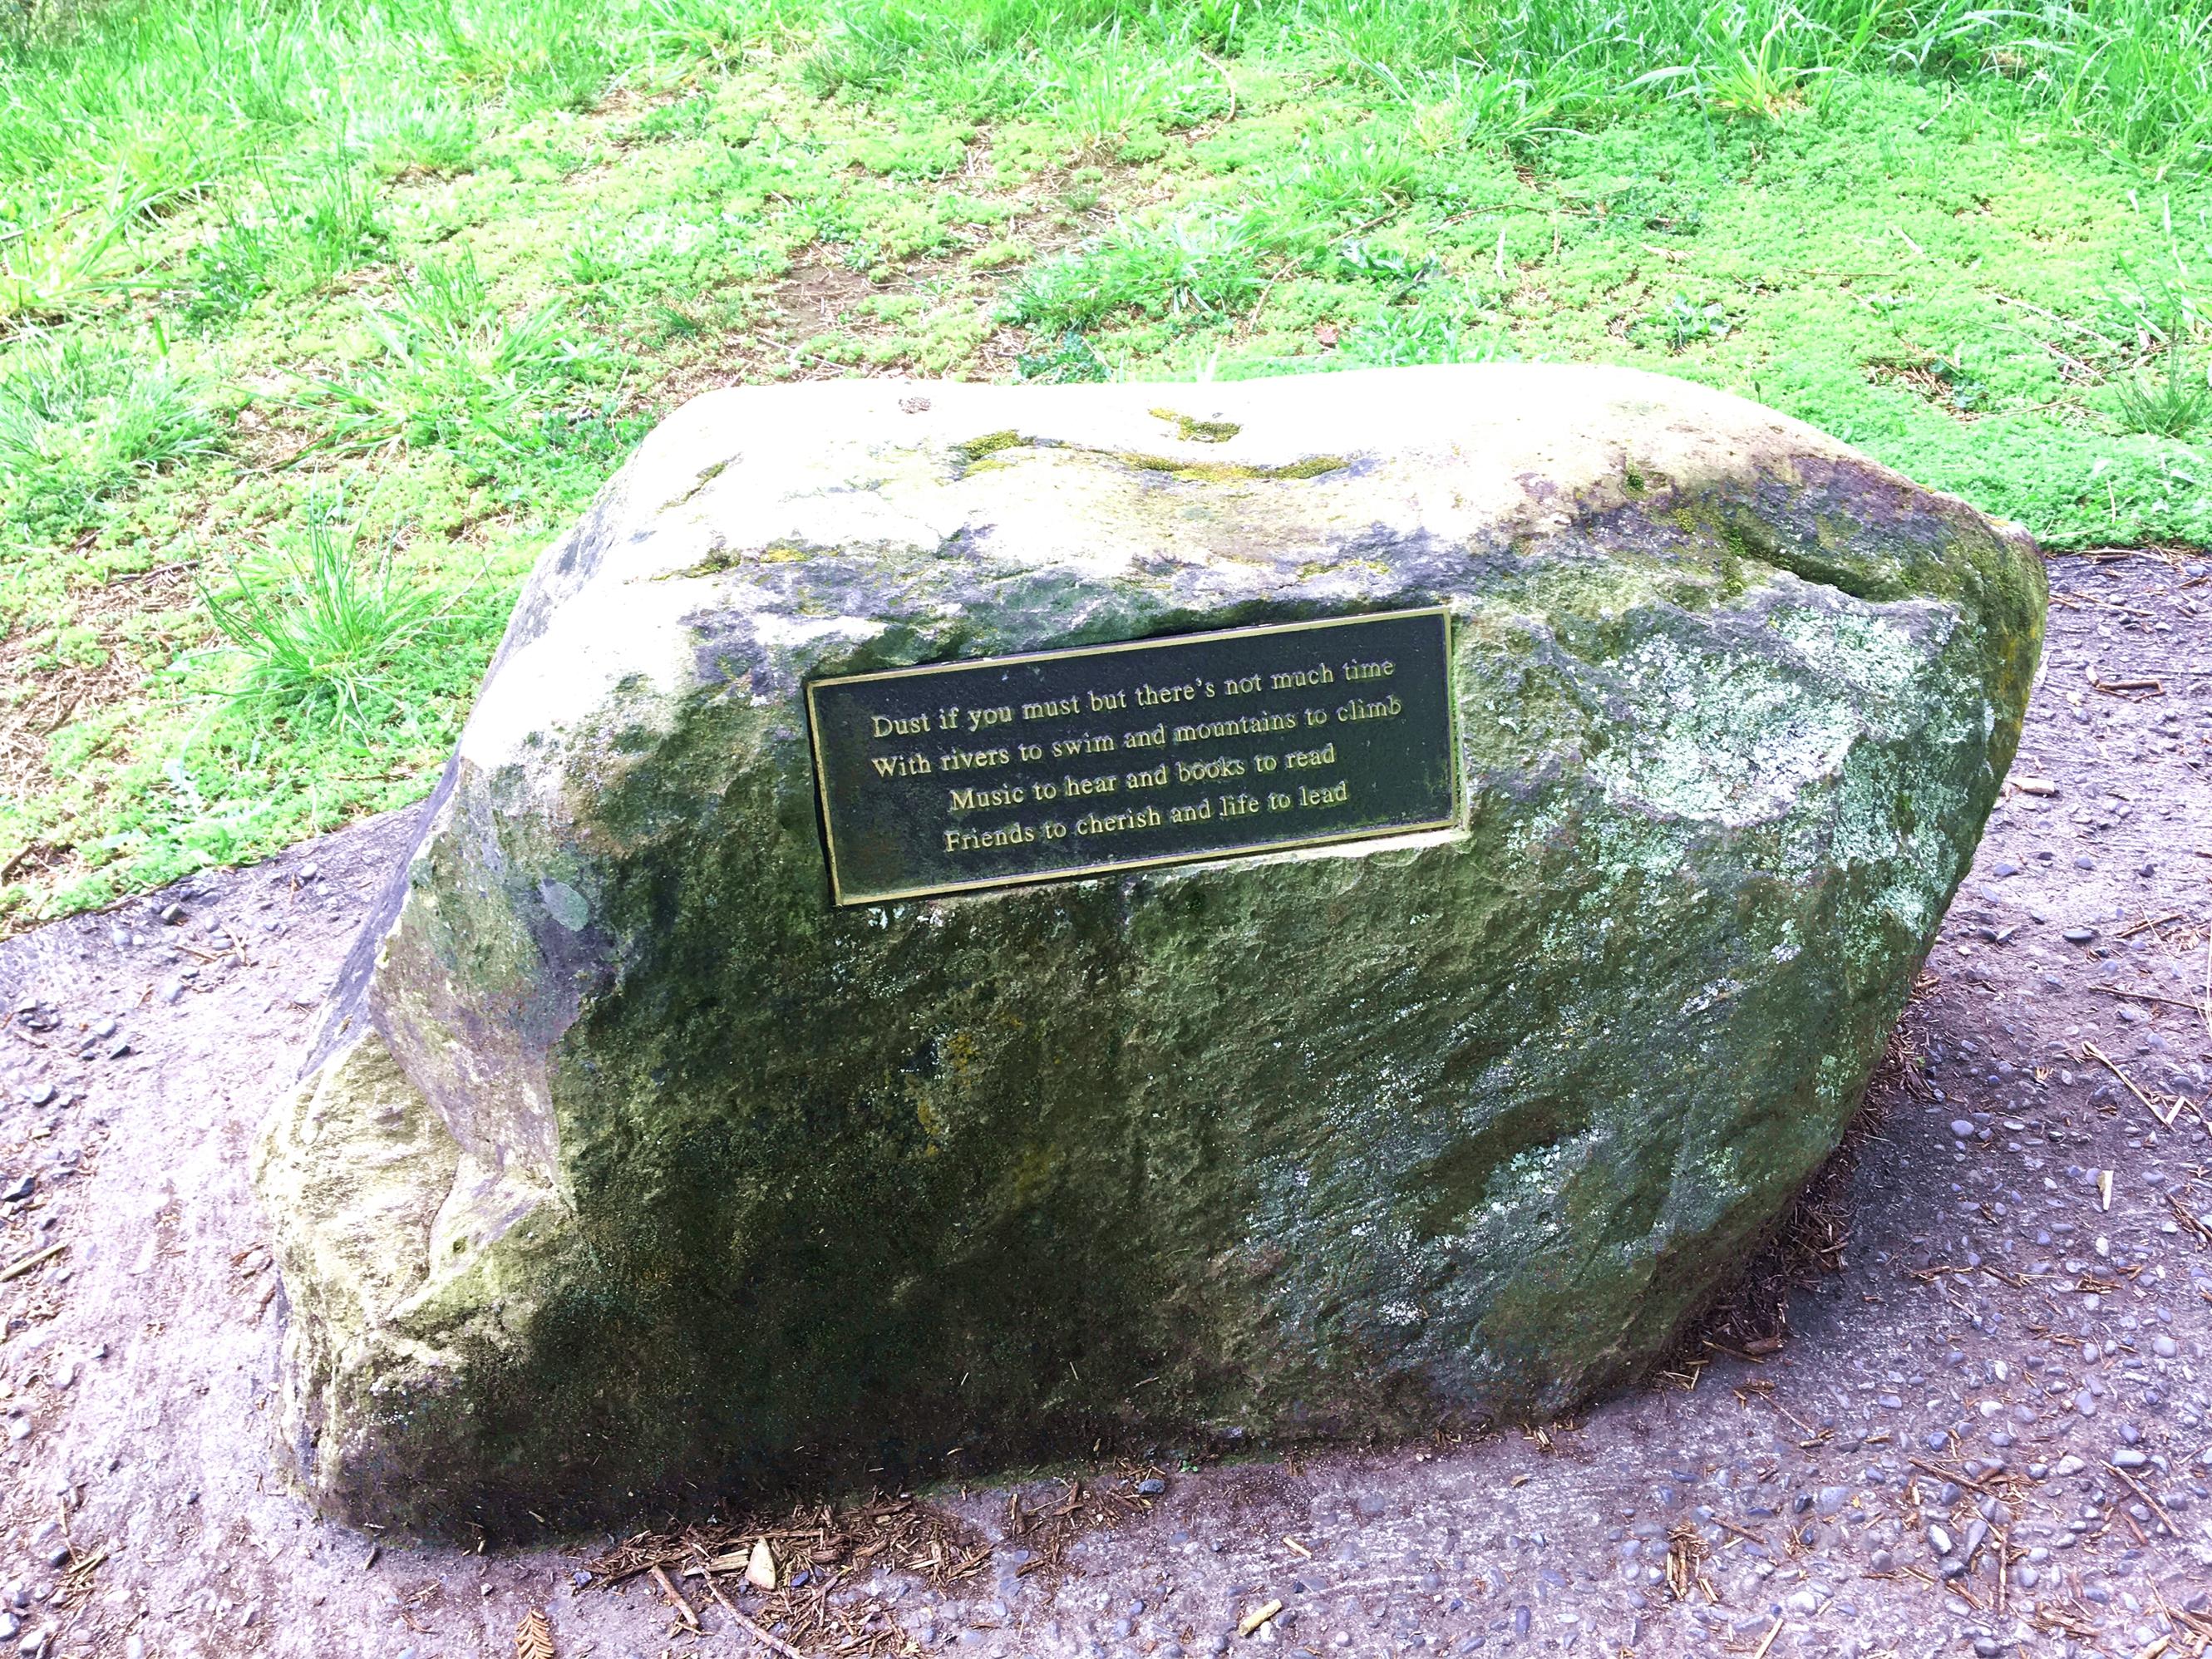 Dust if you must but there's not much time
With rivers to swim and mountains to climb
Music to hear and books to read
Friends to cherish and life to lead